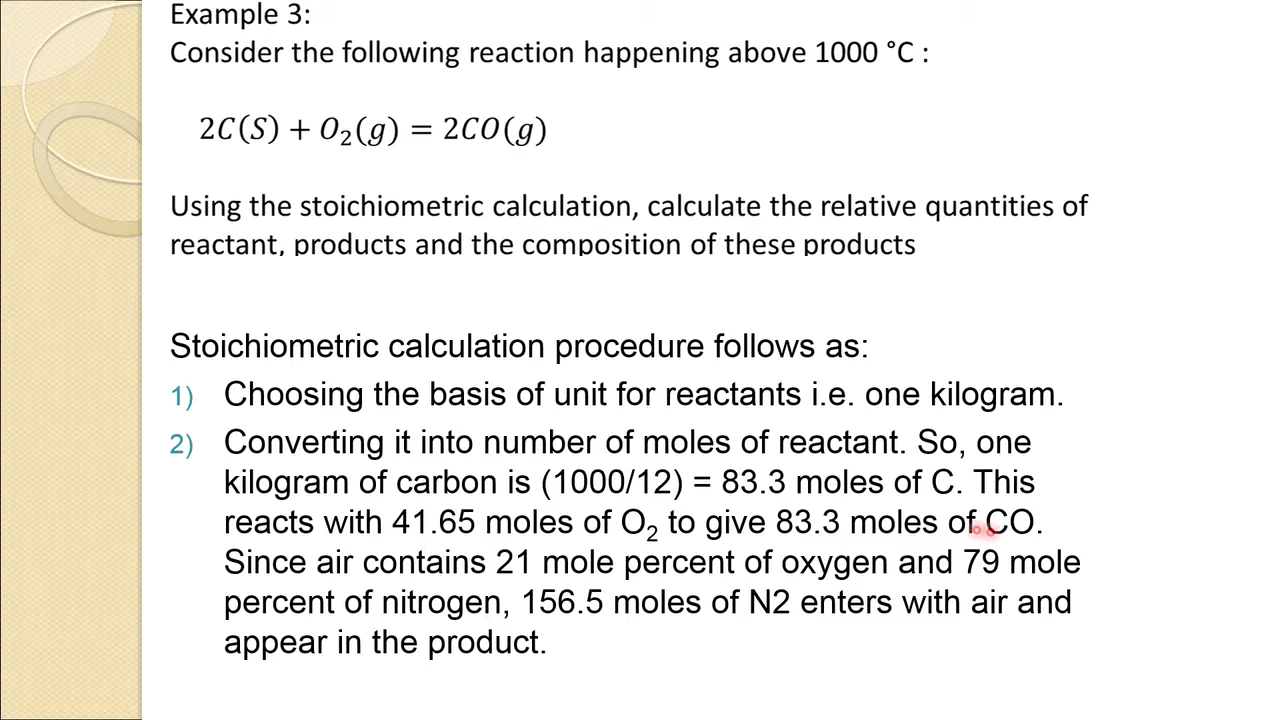 Example 3:
Consider the following reaction happening above 1000 °C :
2C(S) + O₂(g) = 2CO(g)
Using the stoichiometric calculation, calculate the relative quantities of
reactant, products and the composition of these products
Stoichiometric calculation procedure follows as:
1) Choosing the basis of unit for reactants i.e. one kilogram.
2) Converting it into number of moles of reactant. So, one
kilogram of carbon is (1000/12) = 83.3 moles of C. This
reacts with 41.65 moles of O₂ to give 83.3 moles of CO.
Since air contains 21 mole percent of oxygen and 79 mole
percent of nitrogen, 156.5 moles of N2 enters with air and
appear in the product.